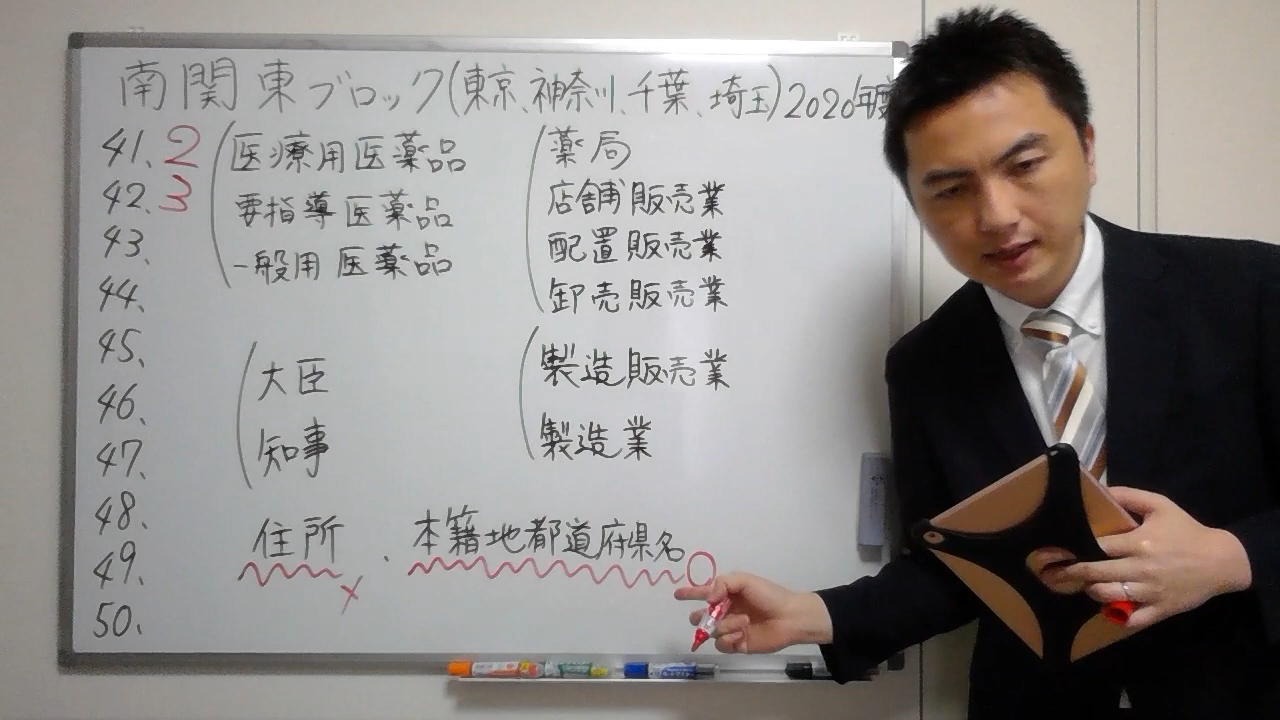 南関東ブロック(東京、神奈川、千葉、埼玉)2020年度
41、2
42、3
43、
44、
45、
46、
47、
48、
49、
50、
医療用医薬品
要指導医薬品
一般用医薬品
薬局
店舗販売業
配置販売業
卸売販売業
大臣
知事
製造販売業
製造業
住所、本籍地都道府県名
× ○